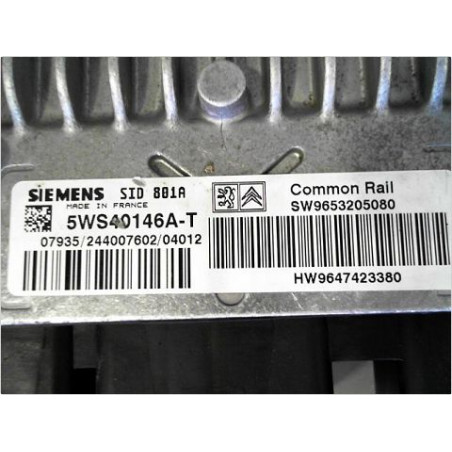 SIEMENS SID 801A
MADE IN FRANCE
5WS40146A-T
07935/244007602/04012
Common Rail
SW9653205080
HW9647423380